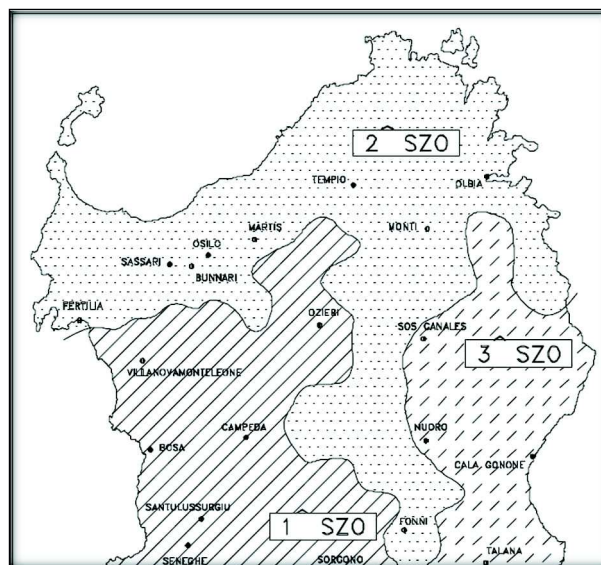 2 SZO
TEMPIO
OLBIA
MARTIS
MONTI
OSILO
SASSARI
BUNNARI
FERTILIA
OZIERI
SOS CANALES
3 SZO
VILLANOVAMONTELEONE
CAMPEDA
NUORO
BOSA
CALA GONONE
SANTULUSSURGIU
1 SZO
FONNI
SENEGHE
SORGONO
TALANA